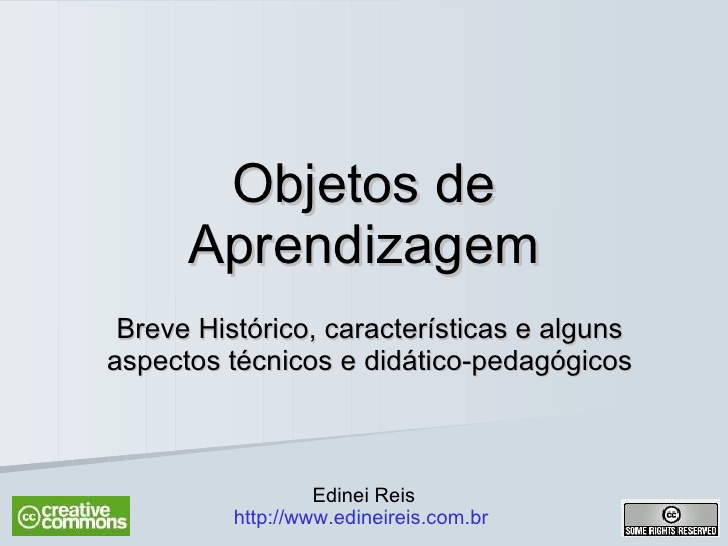 Objetos de
Aprendizagem
Breve Histórico, características e alguns
aspectos técnicos e didático-pedagógicos
Edinei Reis
http://www.edineireis.com.br
cc creative
commons
cc
SOME RIGHTS RESERVED